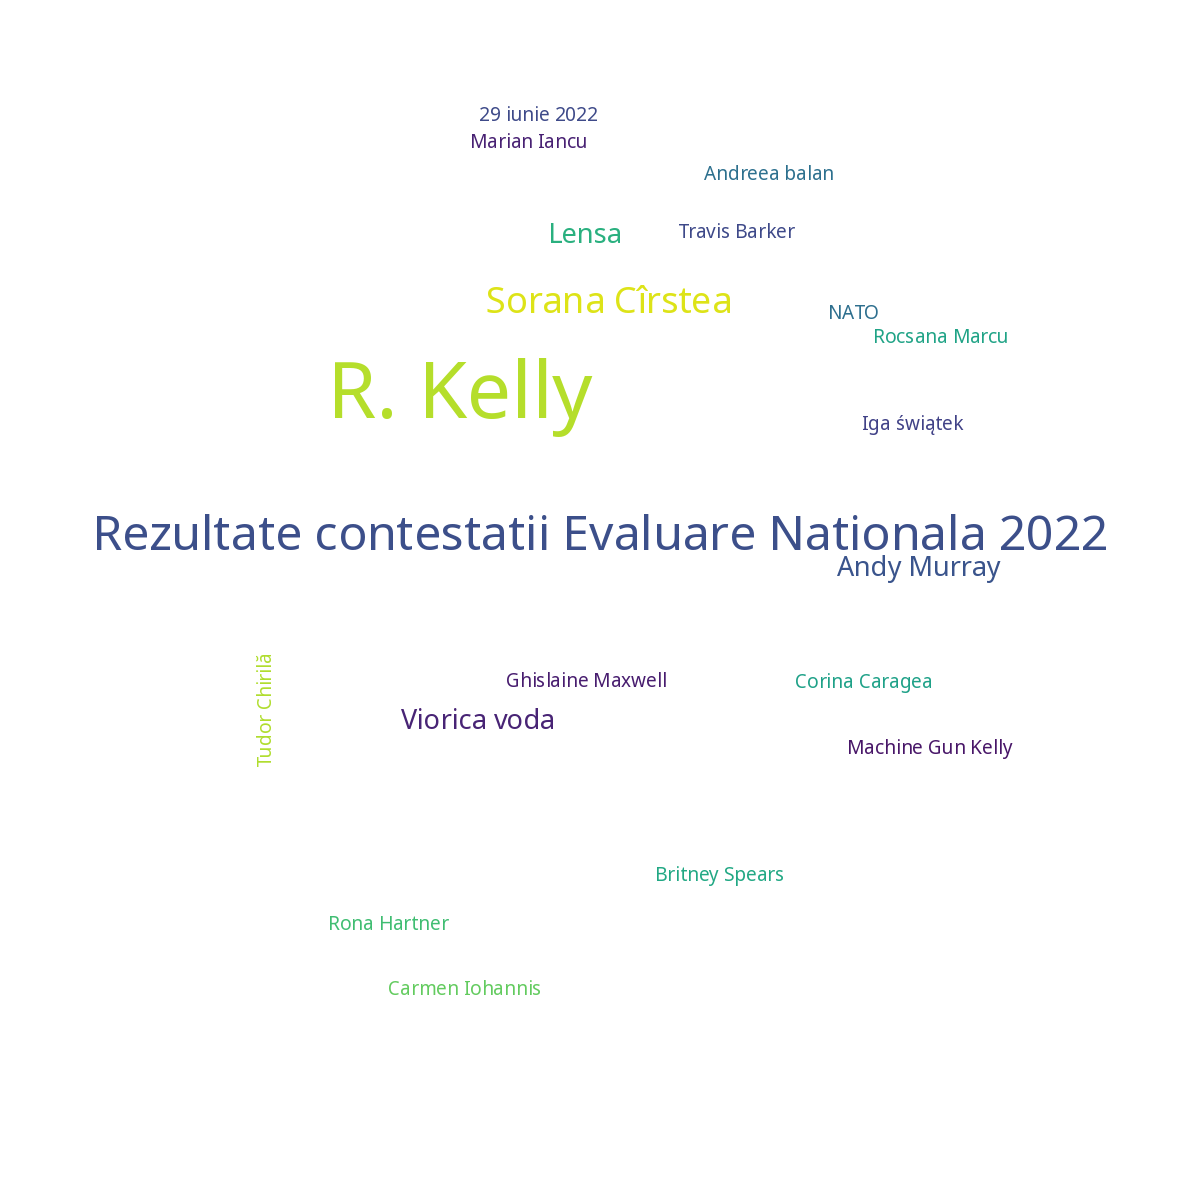 29 iunie 2022
Marian Iancu
Andreea balan
Lensa
Travis Barker
Sorana Cîrstea
NATO
Rocsana Marcu
R. Kelly
Iga świątek
Rezultate contestatii Evaluare Nationala 2022
Andy Murray
Tudor Chirilă
Ghislaine Maxwell
Corina Caragea
Viorica voda
Machine Gun Kelly
Britney Spears
Rona Hartner
Carmen Iohannis